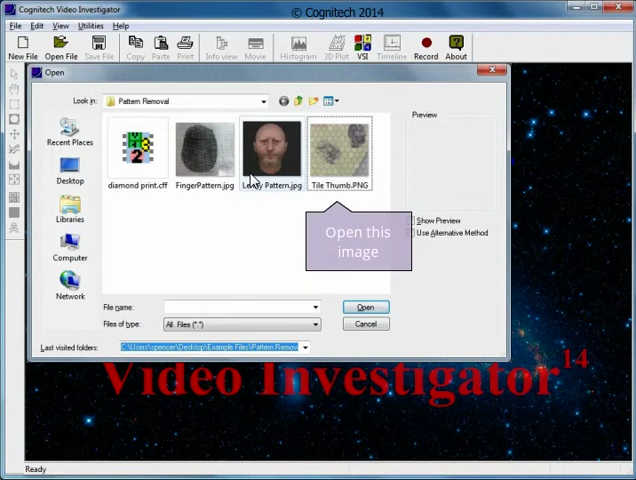 Cognitech Video Investigator
© Cognitech 2014
File Edit View Utilities Help
New File Open File Save File Copy Paste Print Info view Movie Histogram 3D Plot VSI Timeline Record About
Open
Look in: Pattern Removal
Preview
Recent Places
Desktop
Libraries
Computer
Network
diamond print.cff FingerPattern.jpg Pattern.jpg Tile Thumb.PNG
Open this
image
Show Preview
Use Alternative Method
File name: Open
Files of type: All Files (*.*) Cancel
Last visited folders: C:\Users\spencer\Desktop\Example Files\Pattern Remov
Video Investigator 14
Ready